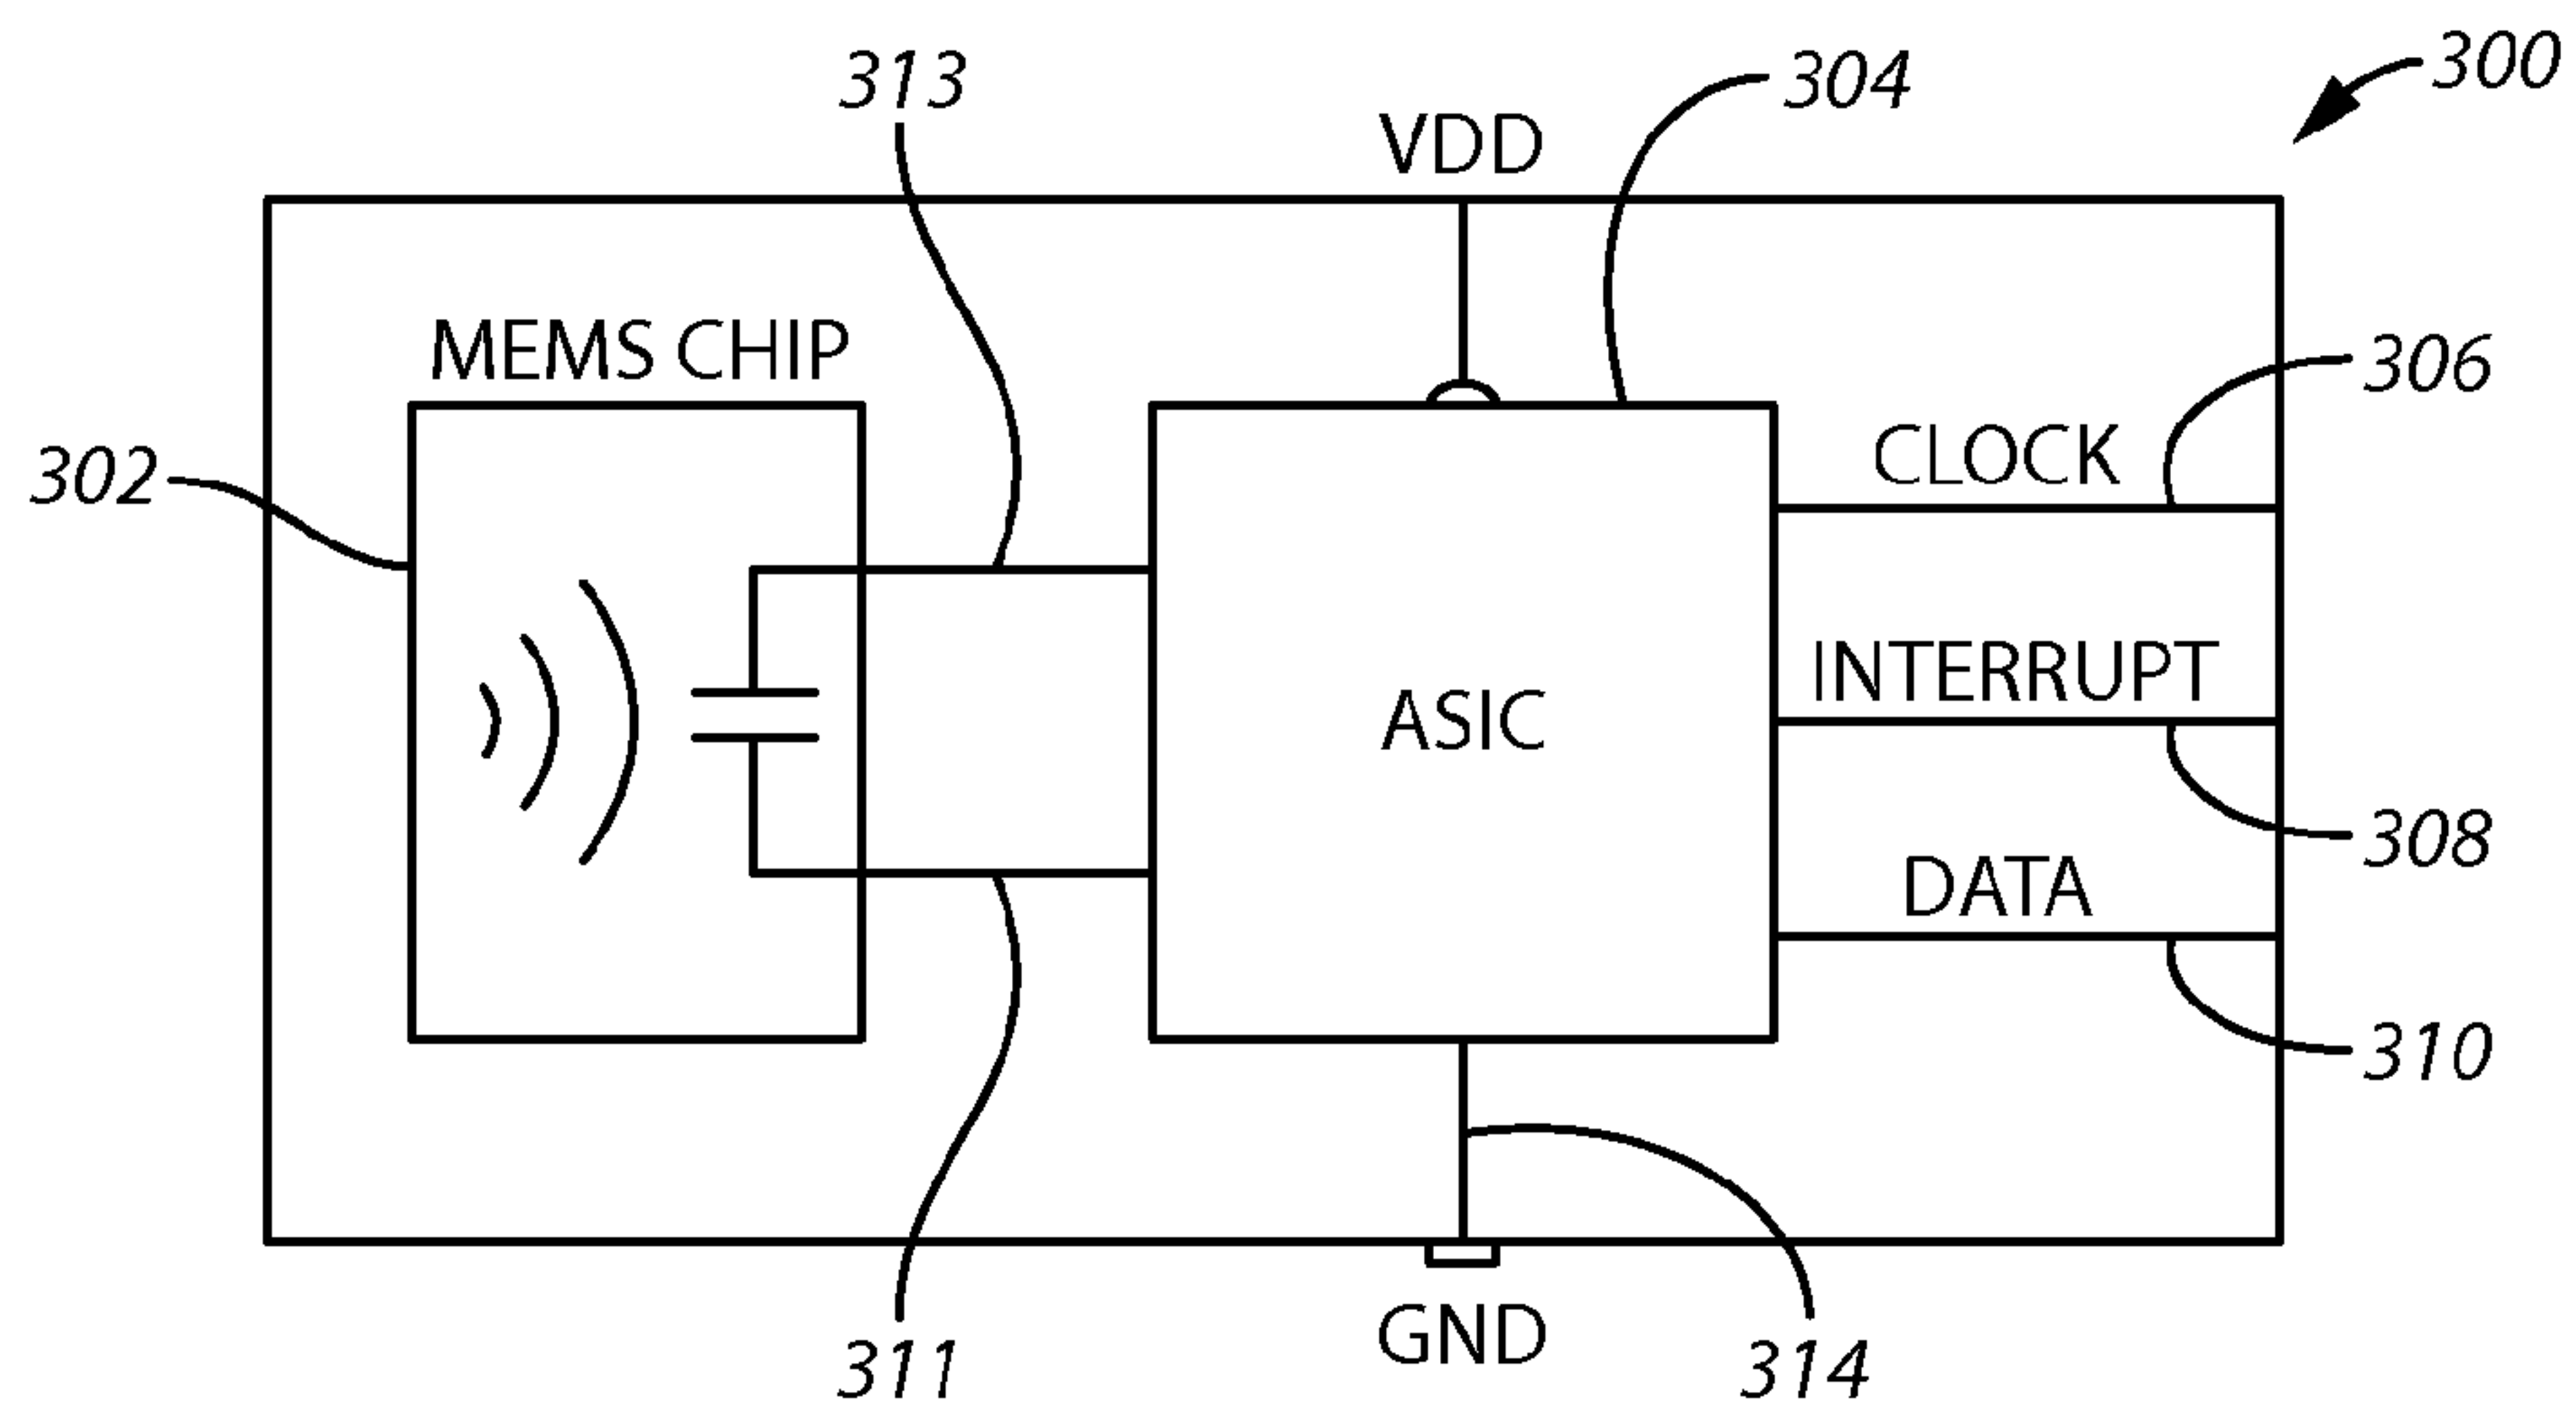 300
313
304
VDD
306
MEMS CHIP
CLOCK
302
INTERRUPT
ASIC
308
DATA
310
GND
311
314